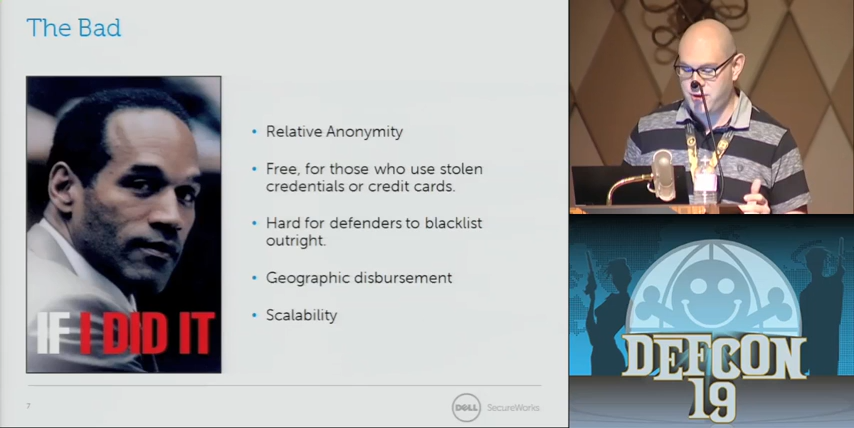 The Bad
IF I DID IT
Relative Anonymity
Free, for those who use stolen
credentials or credit cards.
Hard for defenders to blacklist
outright.
Geographic disbursement
Scalability
7
DELL SecureWorks
DEFCON
19